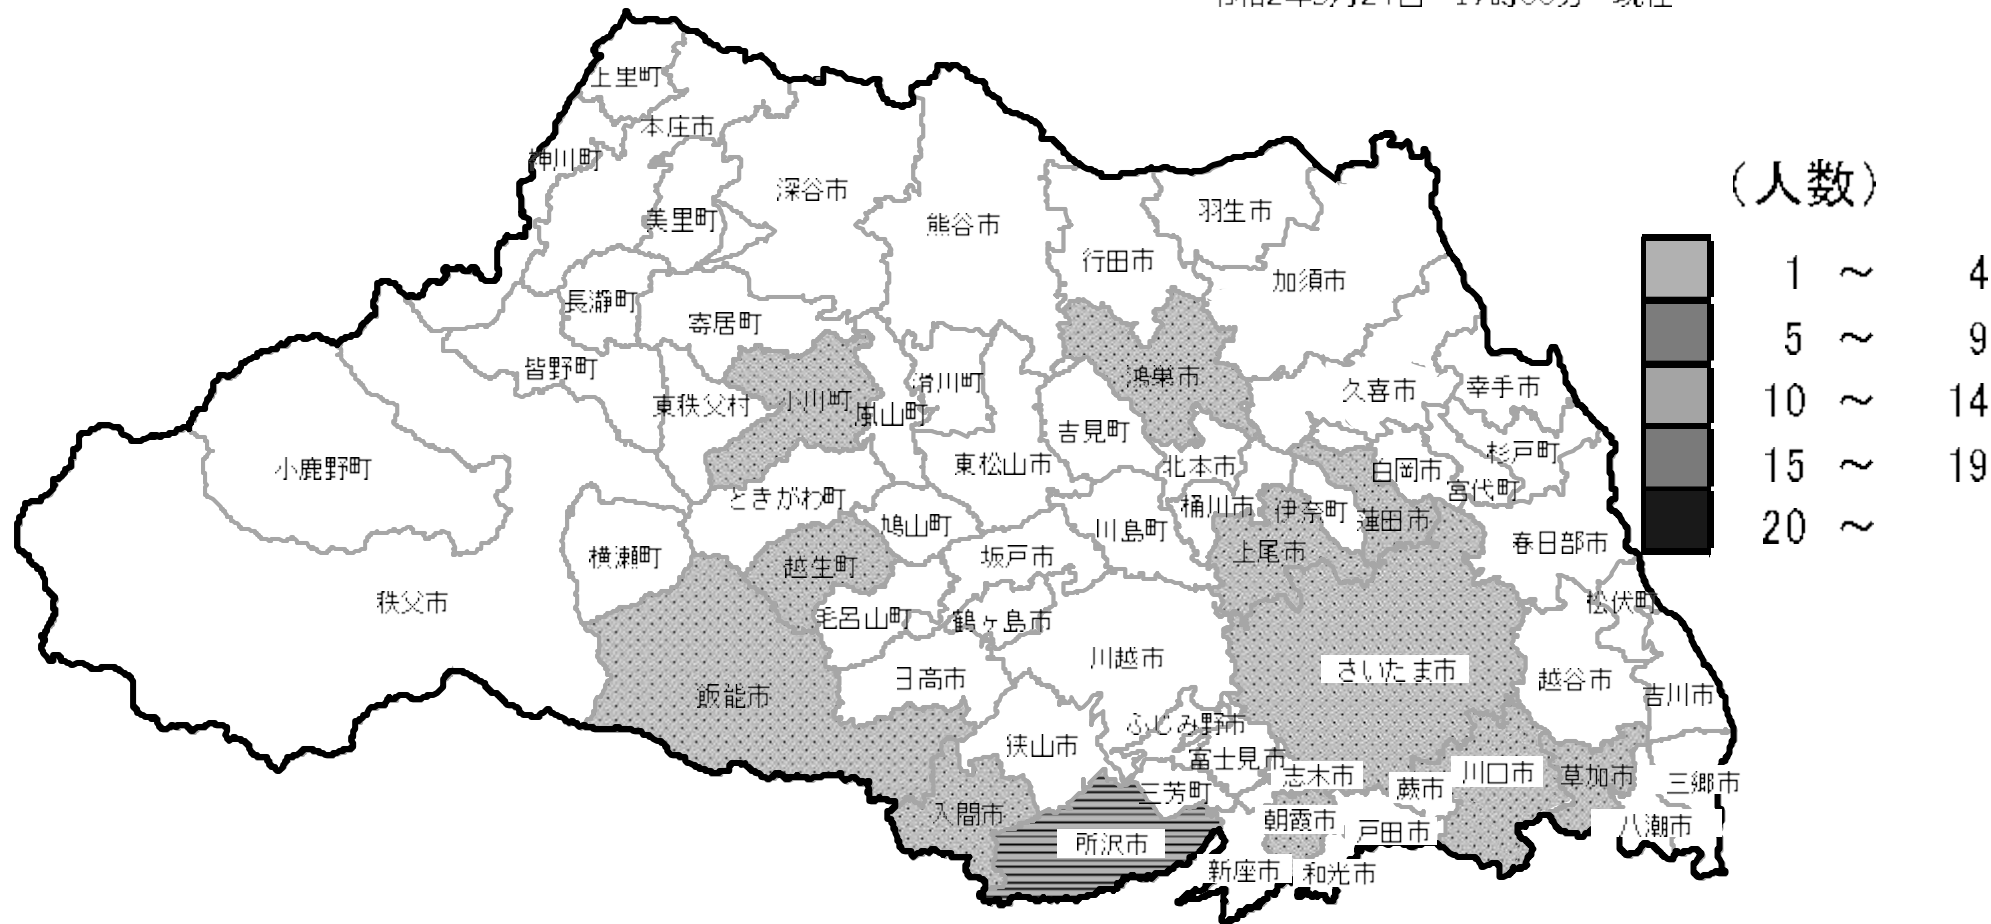 上里町
本庄市
神川町
深谷市
美里町
熊谷市
羽生市
行田市
加須市
長瀞町
寄居町
皆野町
東秩父村
小川町
嵐山町
滑川町
鴻巣市
久喜市
幸手市
吉見町
小鹿野町
東松山市
北本市
白岡市
杉戸町
宮代町
ときがわ町
桶川市
伊奈町
蓮田市
鳩山町
川島町
横瀬町
越生町
坂戸市
上尾市
春日部市
秩父市
毛呂山町
鶴ヶ島市
松伏町
川越市
さいたま市
日高市
越谷市
飯能市
吉川市
ふじみ野市
狭山市
富士見市
志木市
蕨市
川口市
草加市
三郷市
三芳町
入間市
朝霞市
戸田市
八潮市
所沢市
新座市
和光市
（人数）
1 ～ 4
5 ～ 9
10 ～ 14
15 ～ 19
20 ～